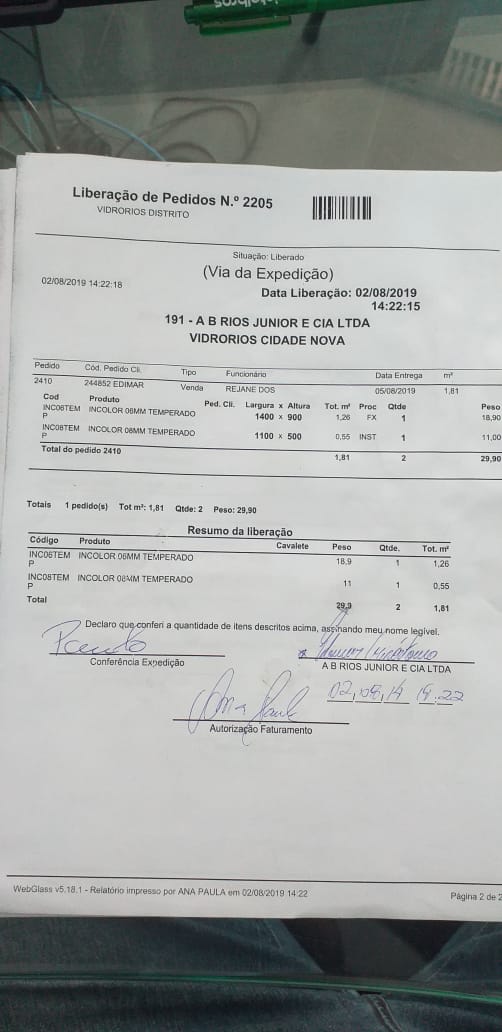 Liberação de Pedidos N.º 2205
VIDRORIOS DISTRITO
Situação: Liberado
(Via da Expedição)
02/08/2019 14:22:18
Data Liberação: 02/08/2019
14:22:15
191 - A B RIOS JUNIOR E CIA LTDA
VIDRORIOS CIDADE NOVA
Pedido Cód. Pedido Cli. Tipo Funcionário Data Entrega m²
2410 244852 EDIMAR Venda REJANE DOS 05/08/2019 1,81
Cod Produto Ped. Cli. Largura x Altura Tot. m² Proc Qtde Peso
INC06TEM INCOLOR 06MM TEMPERADO 1400 x 900 1,26 FX 1 18,90
P
INC08TEM INCOLOR 08MM TEMPERADO 1100 x 500 0,55 INST 1 11,00
P
Total do pedido 2410 1,81 2 29,90
Totais 1 pedido(s) Tot m²: 1,81 Qtde: 2 Peso: 29,90
Resumo da liberação
Código Produto Cavalete Peso Qtde. Tot. m²
INC06TEM INCOLOR 06MM TEMPERADO 18,9 1 1,26
P
INC08TEM INCOLOR 08MM TEMPERADO 11 1 0,55
P
Total 29,9 2 1,81
Declaro que conferi a quantidade de itens descritos acima, assinando meu nome legível.
Conferência Expedição
A B RIOS JUNIOR E CIA LTDA
Ana Paula
Autorização Faturamento
WebGlass v5.18.1 - Relatório impresso por ANA PAULA em 02/08/2019 14:22
Página 2 de 2